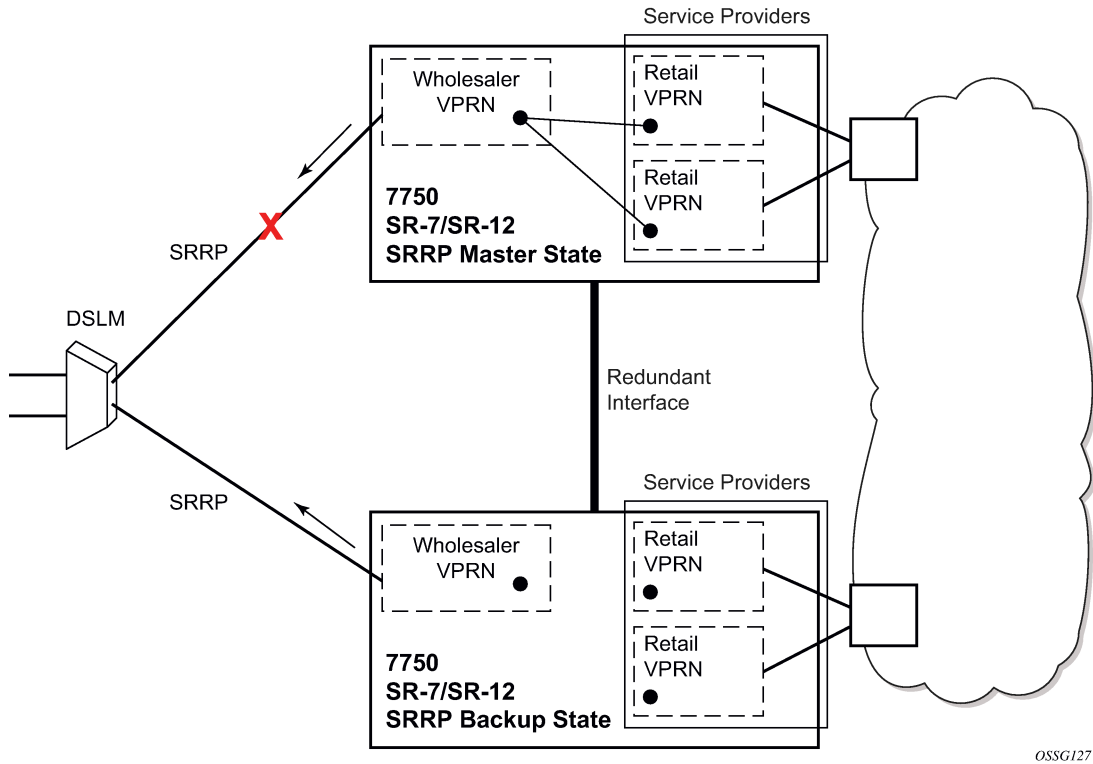 Service Providers
Wholesaler
VPRN
Retail
VPRN
Retail
VPRN
7750
SR-7/SR-12
SRRP Master State
X
SRRP
DSLM
Redundant
Interface
SRRP
Service Providers
Wholesaler
VPRN
Retail
VPRN
Retail
VPRN
7750
SR-7/SR-12
SRRP Backup State
OSSG127